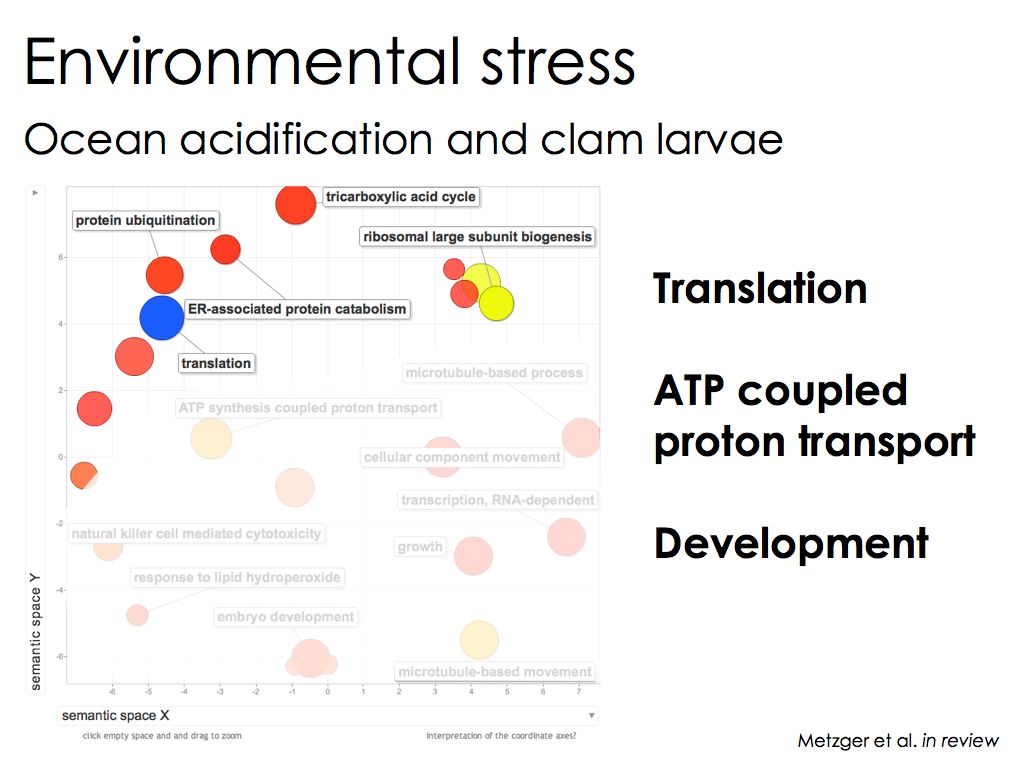 Environmental stress
Ocean acidification and clam larvae
tricarboxylic acid cycle
protein ubiquitination
ribosomal large subunit biogenesis
6
ER-associated protein catabolism
4
translation
microtubule-based process
2
ATP synthesis coupled proton transport
0
cellular component movement
transcription, RNA-dependent
-2
natural killer cell mediated cytotoxicity
growth
response to lipid hydroperoxide
-4
embryo development
-6
microtubule-based movement
semantic space Y
-6 -5 -4 -3 -2 -1 0 1 2 3 4 5 6 7
semantic space X
click empty space and and drag to zoom
Interpretation of the coordinate axes?
Translation
ATP coupled
proton transport
Development
Metzger et al. in review